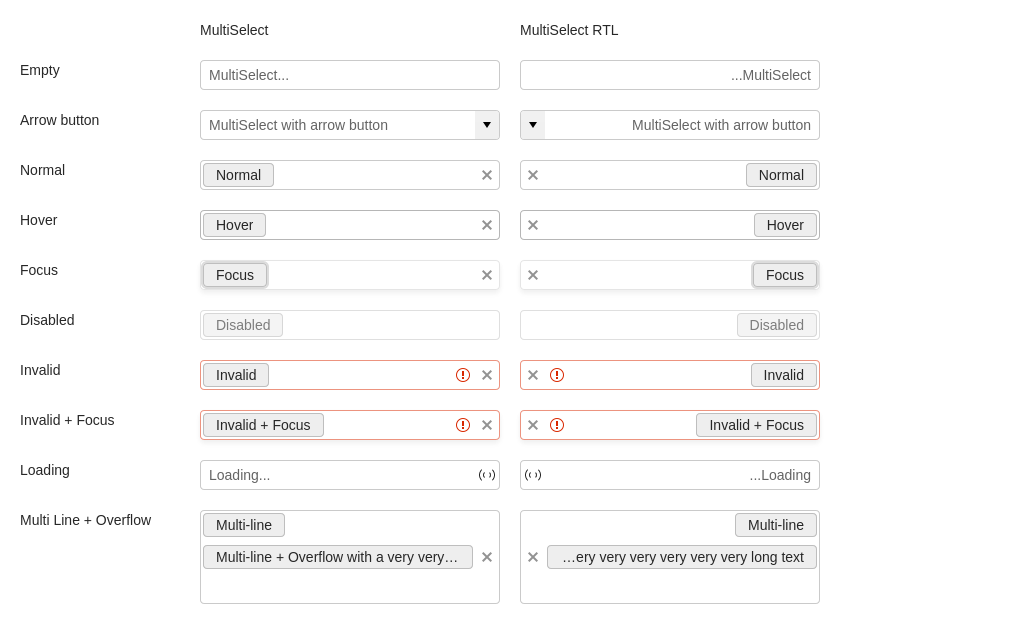 MultiSelect MultiSelect RTL
Empty MultiSelect... ...MultiSelect
Arrow button MultiSelect with arrow button MultiSelect with arrow button
Normal Normal Normal
Hover Hover Hover
Focus Focus Focus
Disabled Disabled Disabled
Invalid Invalid Invalid
Invalid + Focus Invalid + Focus Invalid + Focus
Loading Loading... ...Loading
Multi Line + Overflow Multi-line Multi-line
Multi-line + Overflow with a very very… …ery very very very very very long text